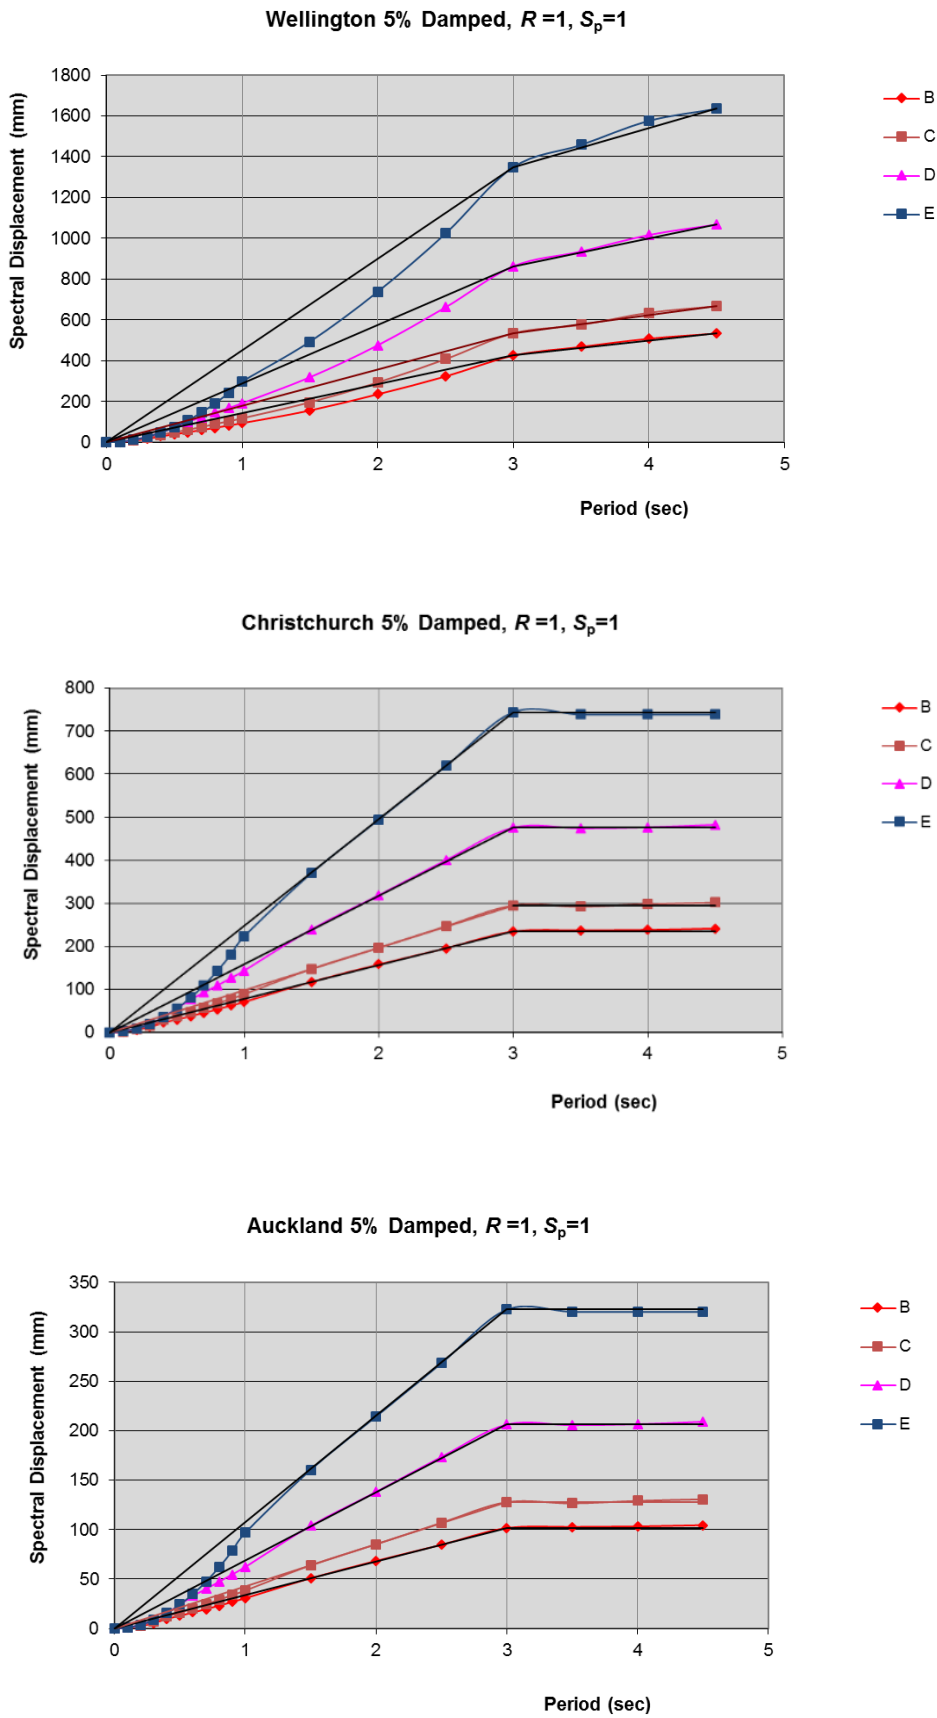 Wellington 5% Damped, R =1, Sp=1
Spectral Displacement (mm)
1800
1600
1400
1200
1000
800
600
400
200
0
0 1 2 3 4 5
Period (sec)
B
C
D
E
Christchurch 5% Damped, R =1, Sp=1
Spectral Displacement (mm)
800
700
600
500
400
300
200
100
0
0 1 2 3 4 5
Period (sec)
B
C
D
E
Auckland 5% Damped, R =1, Sp=1
Spectral Displacement (mm)
350
300
250
200
150
100
50
0
0 1 2 3 4 5
Period (sec)
B
C
D
E